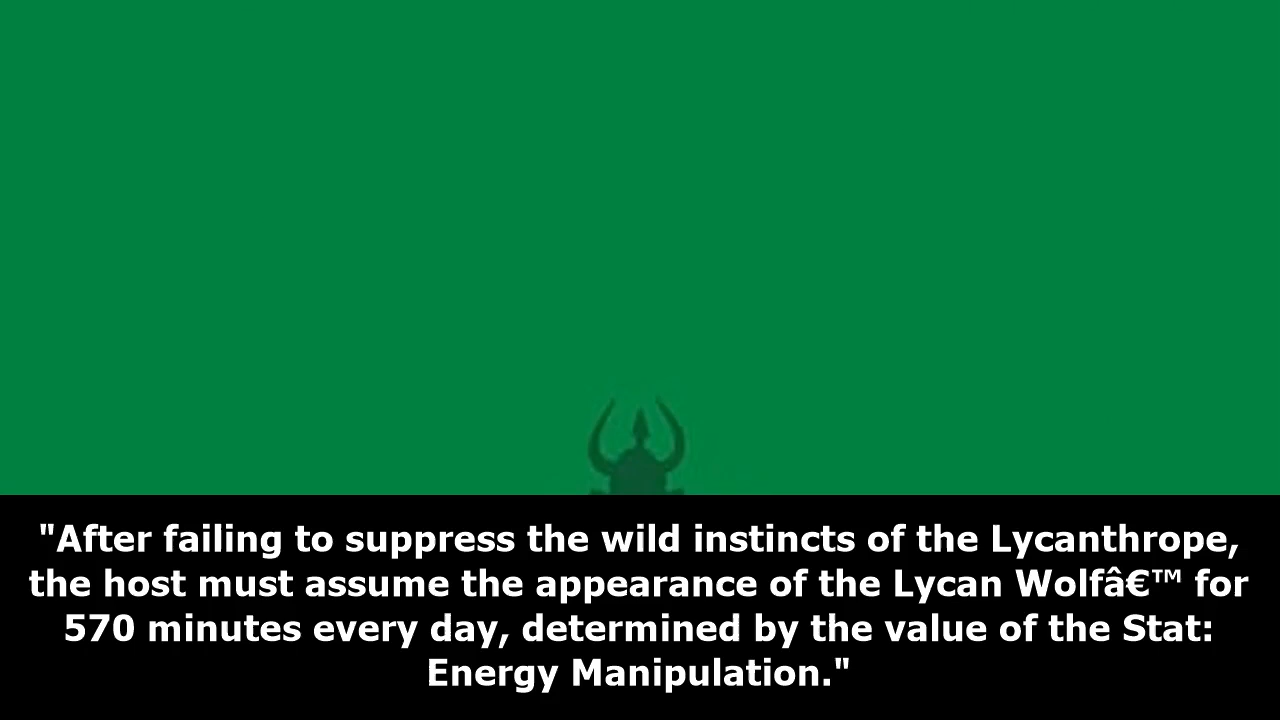 "After failing to suppress the wild instincts of the Lycanthrope,
the host must assume the appearance of the Lycan Wolfâ€™ for
570 minutes every day, determined by the value of the Stat:
Energy Manipulation."